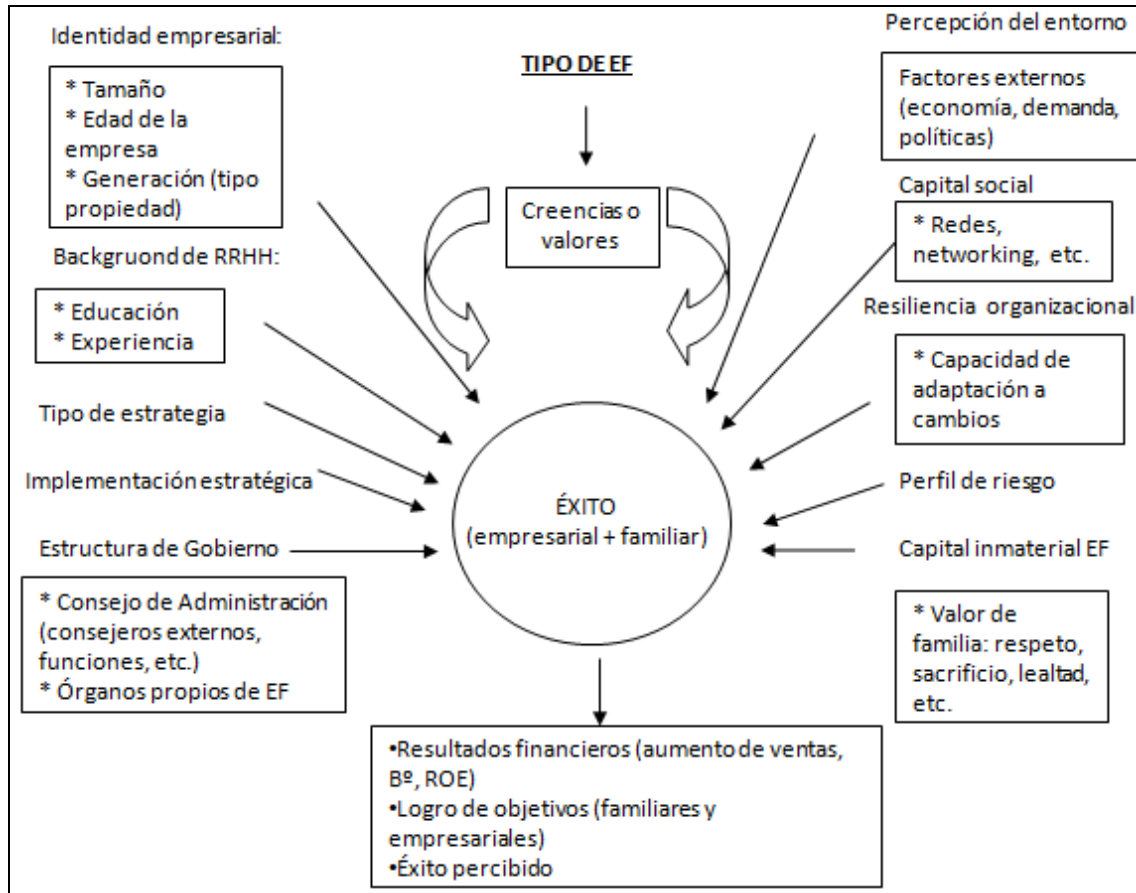 Identidad empresarial:
* Tamaño
* Edad de la
empresa
* Generación (tipo
propiedad)
Backgruond de RRHH:
* Educación
* Experiencia
Tipo de estrategia
Implementación estratégica
Estructura de Gobierno
* Consejo de Administración
(consejeros externos,
funciones, etc.)
* Órganos propios de EF
TIPO DE EF
Creencias o
valores
ÉXITO
(empresarial + familiar)
•Resultados financieros (aumento de ventas,
Bº, ROE)
•Logro de objetivos (familiares y
empresariales)
•Éxito percibido
Percepción del entorno
Factores externos
(economía, demanda,
políticas)
Capital social
* Redes,
networking, etc.
Resiliencia organizacional
* Capacidad de
adaptación a
cambios
Perfil de riesgo
Capital inmaterial EF
* Valor de
familia: respeto,
sacrificio, lealtad,
etc.